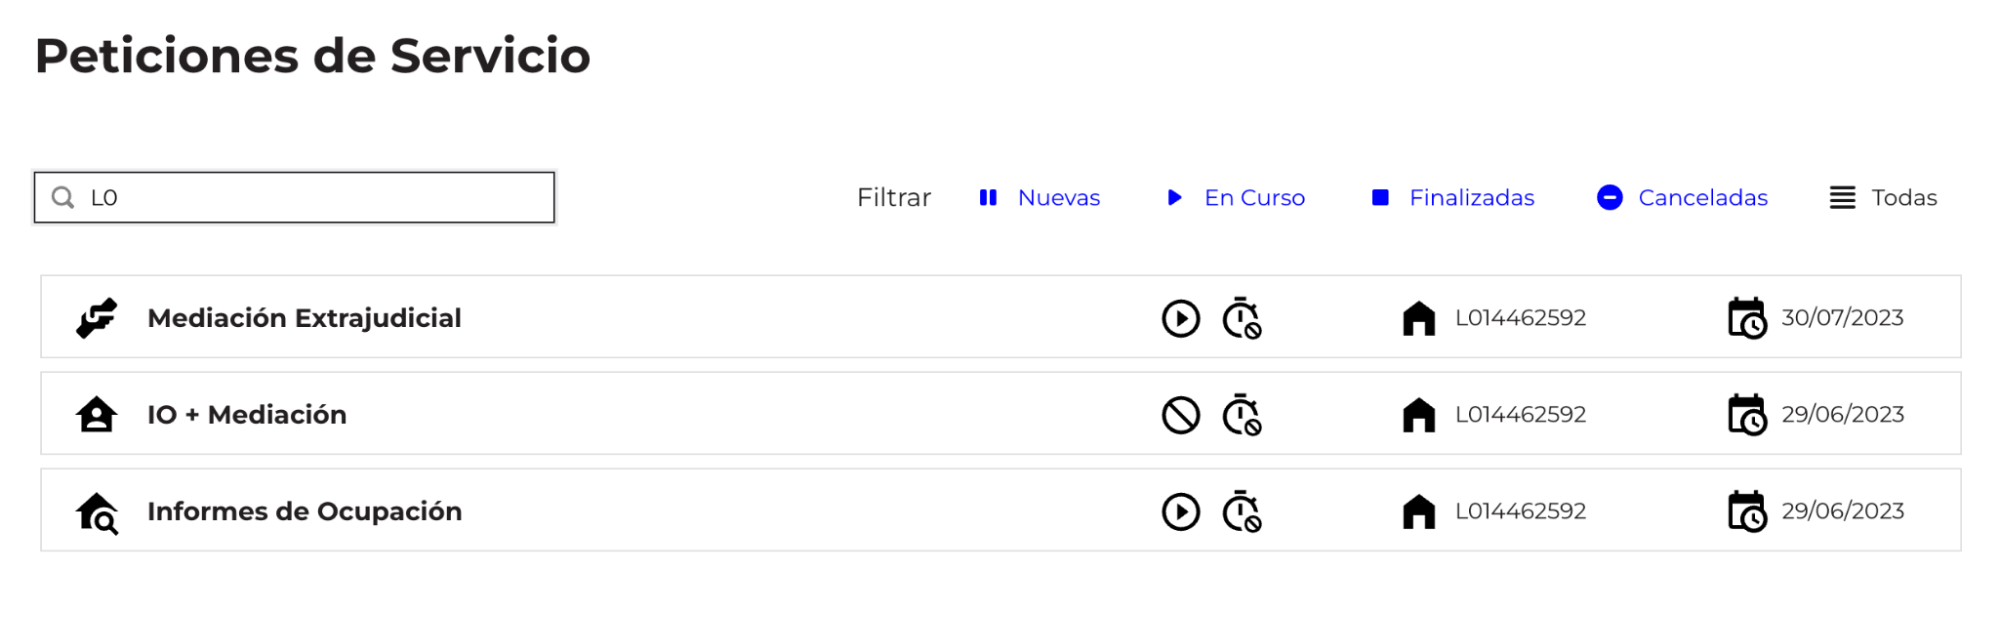 Peticiones de Servicio
L0 Filtrar Nuevas En Curso Finalizadas Canceladas Todas
Mediación Extrajudicial L014462592 30/07/2023
IO + Mediación L014462592 29/06/2023
Informes de Ocupación L014462592 29/06/2023